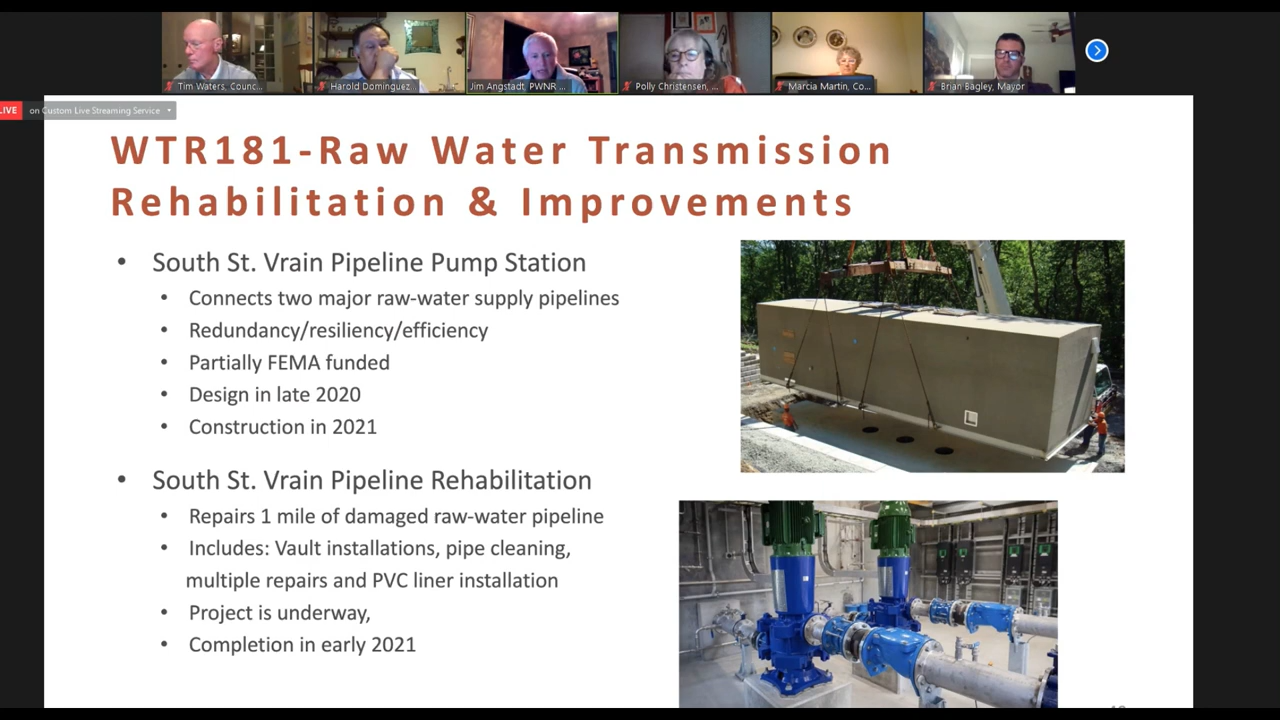 Tim Waters, Counc...
Harold Dominguez...
Jim Angstadt, PWNR ...
Polly Christensen, ...
Marcia Martin, Co...
Brian Bagley, Mayor
LIVE on Custom Live Streaming Service
WTR181-Raw Water Transmission
Rehabilitation & Improvements
• South St. Vrain Pipeline Pump Station
• Connects two major raw-water supply pipelines
• Redundancy/resiliency/efficiency
• Partially FEMA funded
• Design in late 2020
• Construction in 2021
• South St. Vrain Pipeline Rehabilitation
• Repairs 1 mile of damaged raw-water pipeline
• Includes: Vault installations, pipe cleaning,
multiple repairs and PVC liner installation
• Project is underway,
• Completion in early 2021